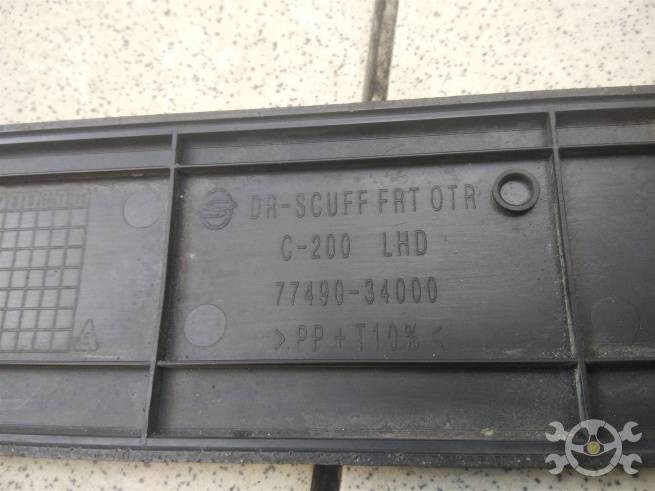 DR-SCUFF FRT OTR
C-200 LHD
77490-34000
>PP+T10%<
A